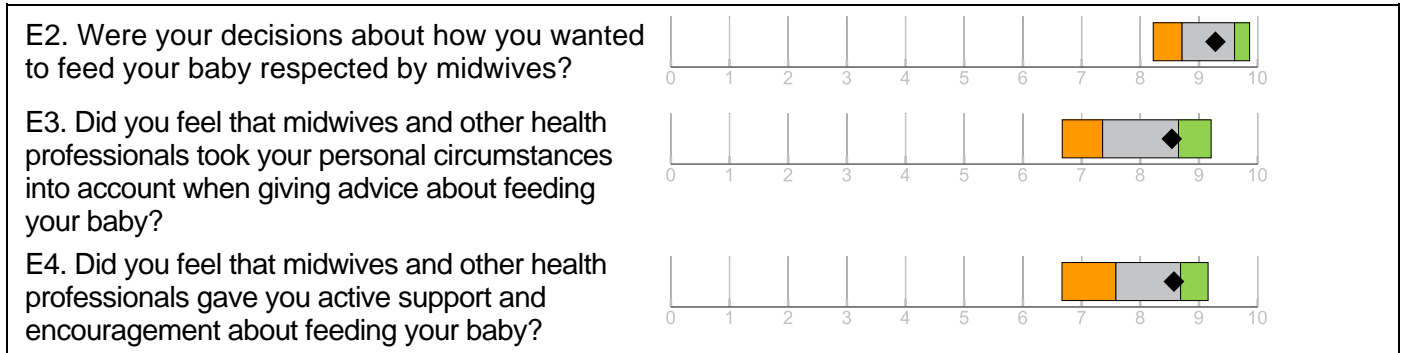 E2. Were your decisions about how you wanted
to feed your baby respected by midwives?
0 1 2 3 4 5 6 7 8 9 10
E3. Did you feel that midwives and other health
professionals took your personal circumstances
into account when giving advice about feeding
your baby?
0 1 2 3 4 5 6 7 8 9 10
E4. Did you feel that midwives and other health
professionals gave you active support and
encouragement about feeding your baby?
0 1 2 3 4 5 6 7 8 9 10